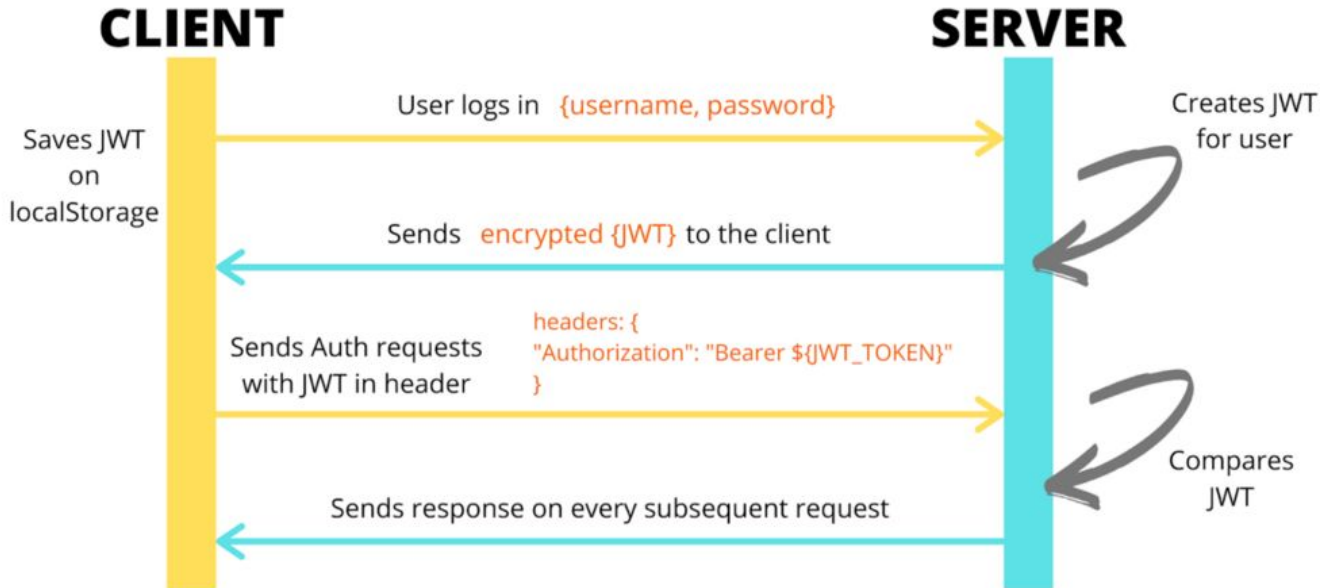 CLIENT
SERVER
User logs in {username, password}
Creates JWT
for user
Saves JWT
on
localStorage
Sends encrypted {JWT} to the client
Sends Auth requests
with JWT in header
headers: {
"Authorization": "Bearer ${JWT_TOKEN}"
}
Compares
JWT
Sends response on every subsequent request